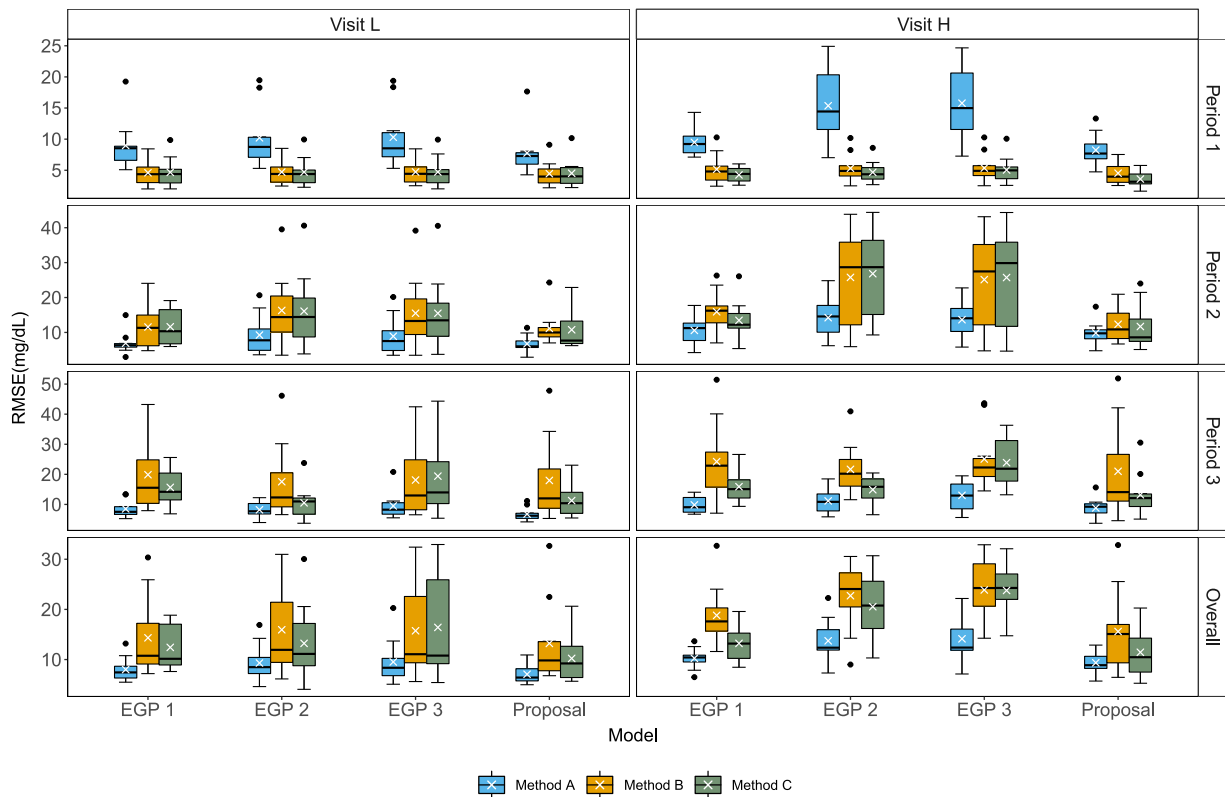 Visit L
Visit H
25
20
15
10
5
Period 1
40
30
20
10
Period 2
RMSE(mg/dL)
50
40
30
20
10
Period 3
30
20
10
Overall
EGP 1 EGP 2 EGP 3 Proposal
EGP 1 EGP 2 EGP 3 Proposal
Model
Method A Method B Method C